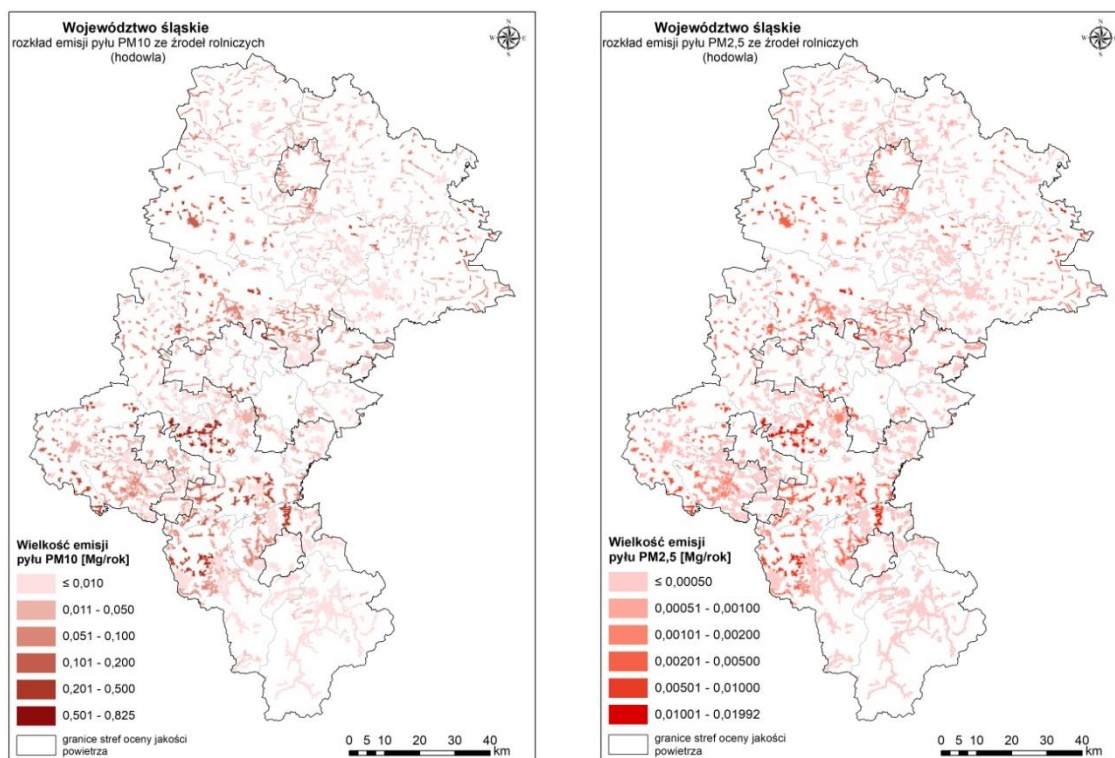 Województwo śląskie
rozkład emisji pyłu PM10 ze źrodeł rolniczych
(hodowla)
N
W E
S
Wielkość emisji
pyłu PM10 [Mg/rok]
≤ 0,010
0,011 - 0,050
0,051 - 0,100
0,101 - 0,200
0,201 - 0,500
0,501 - 0,825
granice stref oceny jakości
powietrza
0 5 10 20 30 40
km
Województwo śląskie
rozkład emisji pyłu PM2,5 ze źrodeł rolniczych
(hodowla)
N
W E
S
Wielkość emisji
pyłu PM2,5 [Mg/rok]
≤ 0,00050
0,00051 - 0,00100
0,00101 - 0,00200
0,00201 - 0,00500
0,00501 - 0,01000
0,01001 - 0,01992
granice stref oceny jakości
powietrza
0 5 10 20 30 40
km